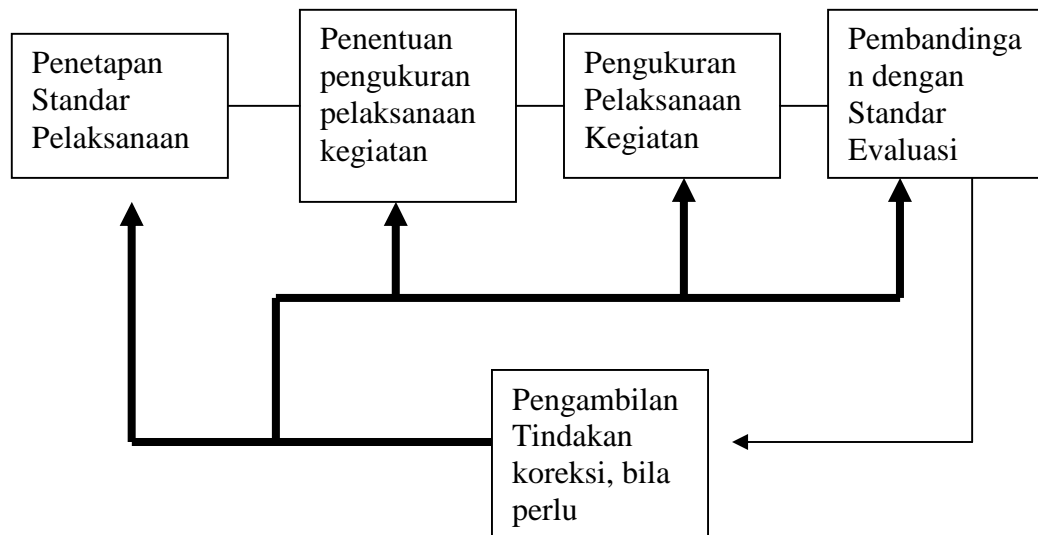 Penetapan
Standar
Pelaksanaan
Penentuan
pengukuran
pelaksanaan
kegiatan
Pengukuran
Pelaksanaan
Kegiatan
Pembandinga
n dengan
Standar
Evaluasi
Pengambilan
Tindakan
koreksi, bila
perlu